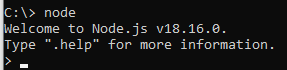 C:\> node
Welcome to Node.js v18.16.0.
Type ".help" for more information.
>